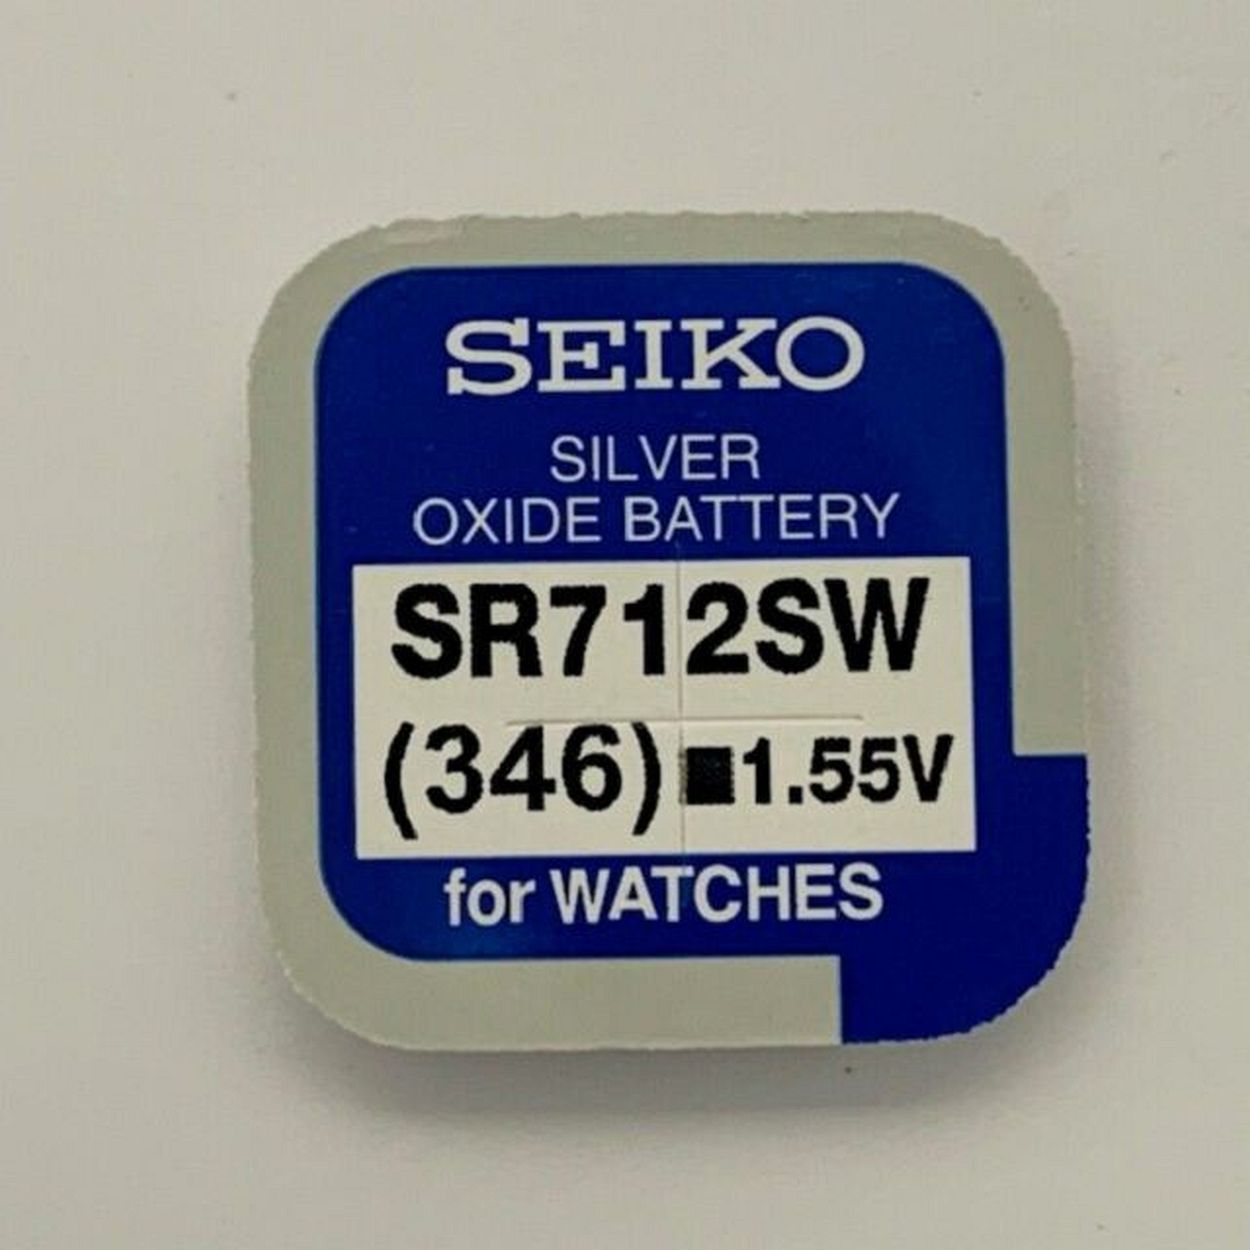 SEIKO
SILVER
OXIDE BATTERY
SR712SW
(346)■1.55V
for WATCHES